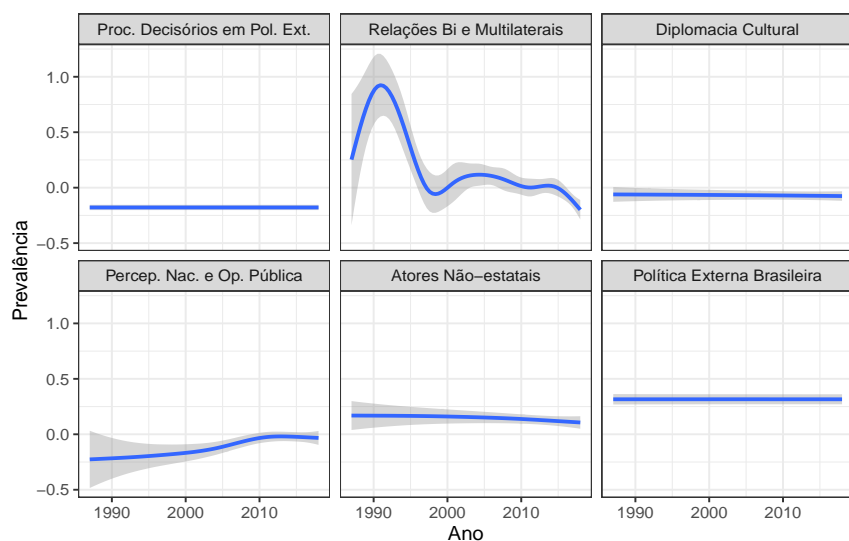 Proc. Decisórios em Pol. Ext. Relações Bi e Multilaterais Diplomacia Cultural
1.0
0.5
0.0
−0.5
Percep. Nac. e Op. Pública Atores Não−estatais Política Externa Brasileira
1.0
0.5
0.0
−0.5
1990 2000 2010 1990 2000 2010 1990 2000 2010
Ano
Prevalência